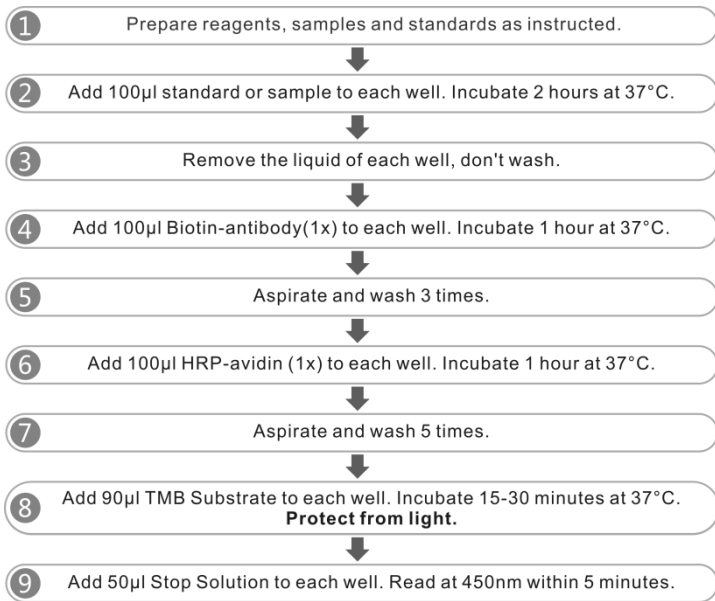 1 Prepare reagents, samples and standards as instructed.
2 Add 100μl standard or sample to each well. Incubate 2 hours at 37°C.
3 Remove the liquid of each well, don't wash.
4 Add 100μl Biotin-antibody(1x) to each well. Incubate 1 hour at 37°C.
5 Aspirate and wash 3 times.
6 Add 100μl HRP-avidin (1x) to each well. Incubate 1 hour at 37°C.
7 Aspirate and wash 5 times.
8 Add 90μl TMB Substrate to each well. Incubate 15-30 minutes at 37°C.
Protect from light.
9 Add 50μl Stop Solution to each well. Read at 450nm within 5 minutes.